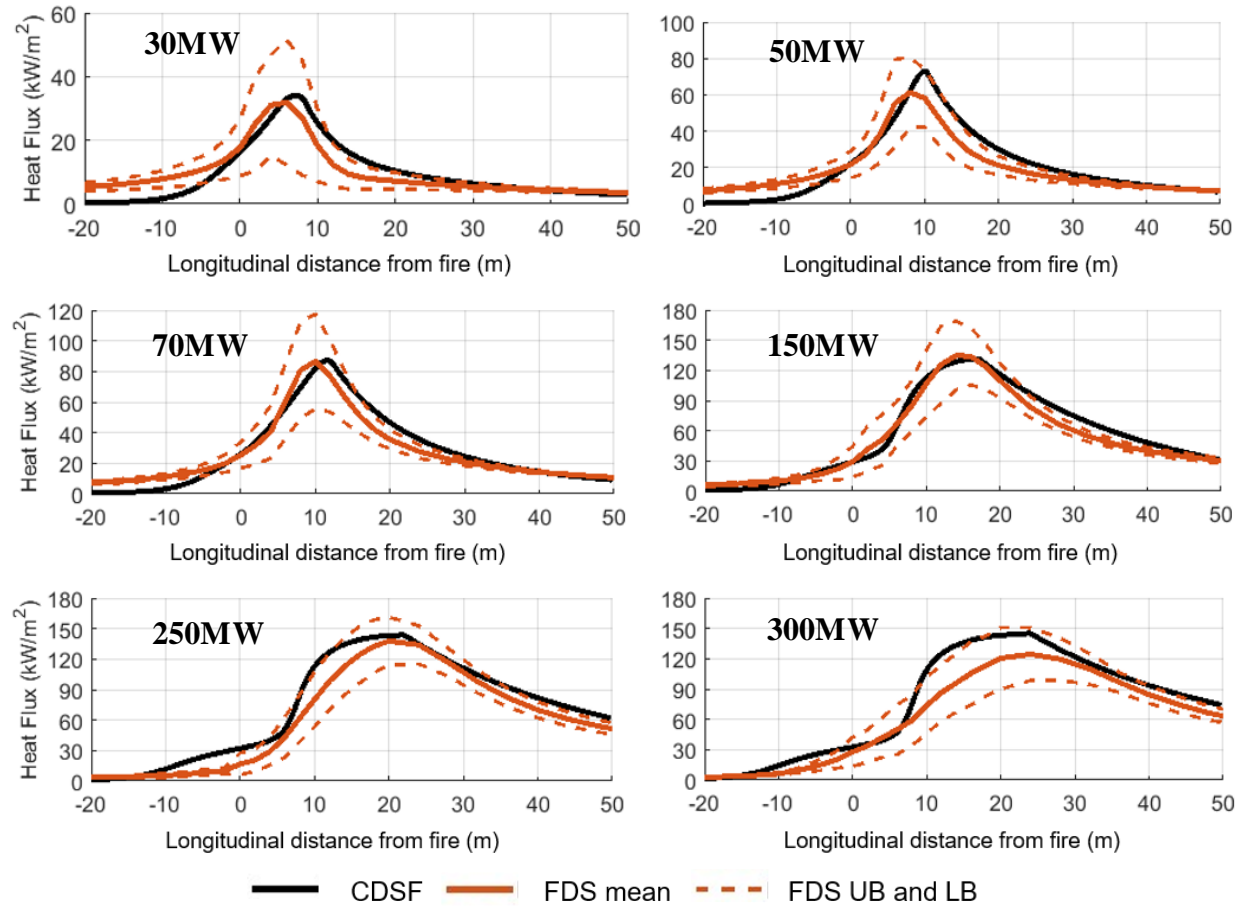 60
40
20
0
Heat Flux (kW/m²)
30MW
-20 -10 0 10 20 30 40 50
Longitudinal distance from fire (m)
100
80
60
40
20
0
50MW
-20 -10 0 10 20 30 40 50
Longitudinal distance from fire (m)
120
100
80
60
40
20
0
Heat Flux (kW/m²)
70MW
-20 -10 0 10 20 30 40 50
Longitudinal distance from fire (m)
180
150
120
90
60
30
0
150MW
-20 -10 0 10 20 30 40 50
Longitudinal distance from fire (m)
180
150
120
90
60
30
0
Heat Flux (kW/m²)
250MW
-20 -10 0 10 20 30 40 50
Longitudinal distance from fire (m)
180
150
120
90
60
30
0
300MW
-20 -10 0 10 20 30 40 50
Longitudinal distance from fire (m)
CDSF FDS mean FDS UB and LB